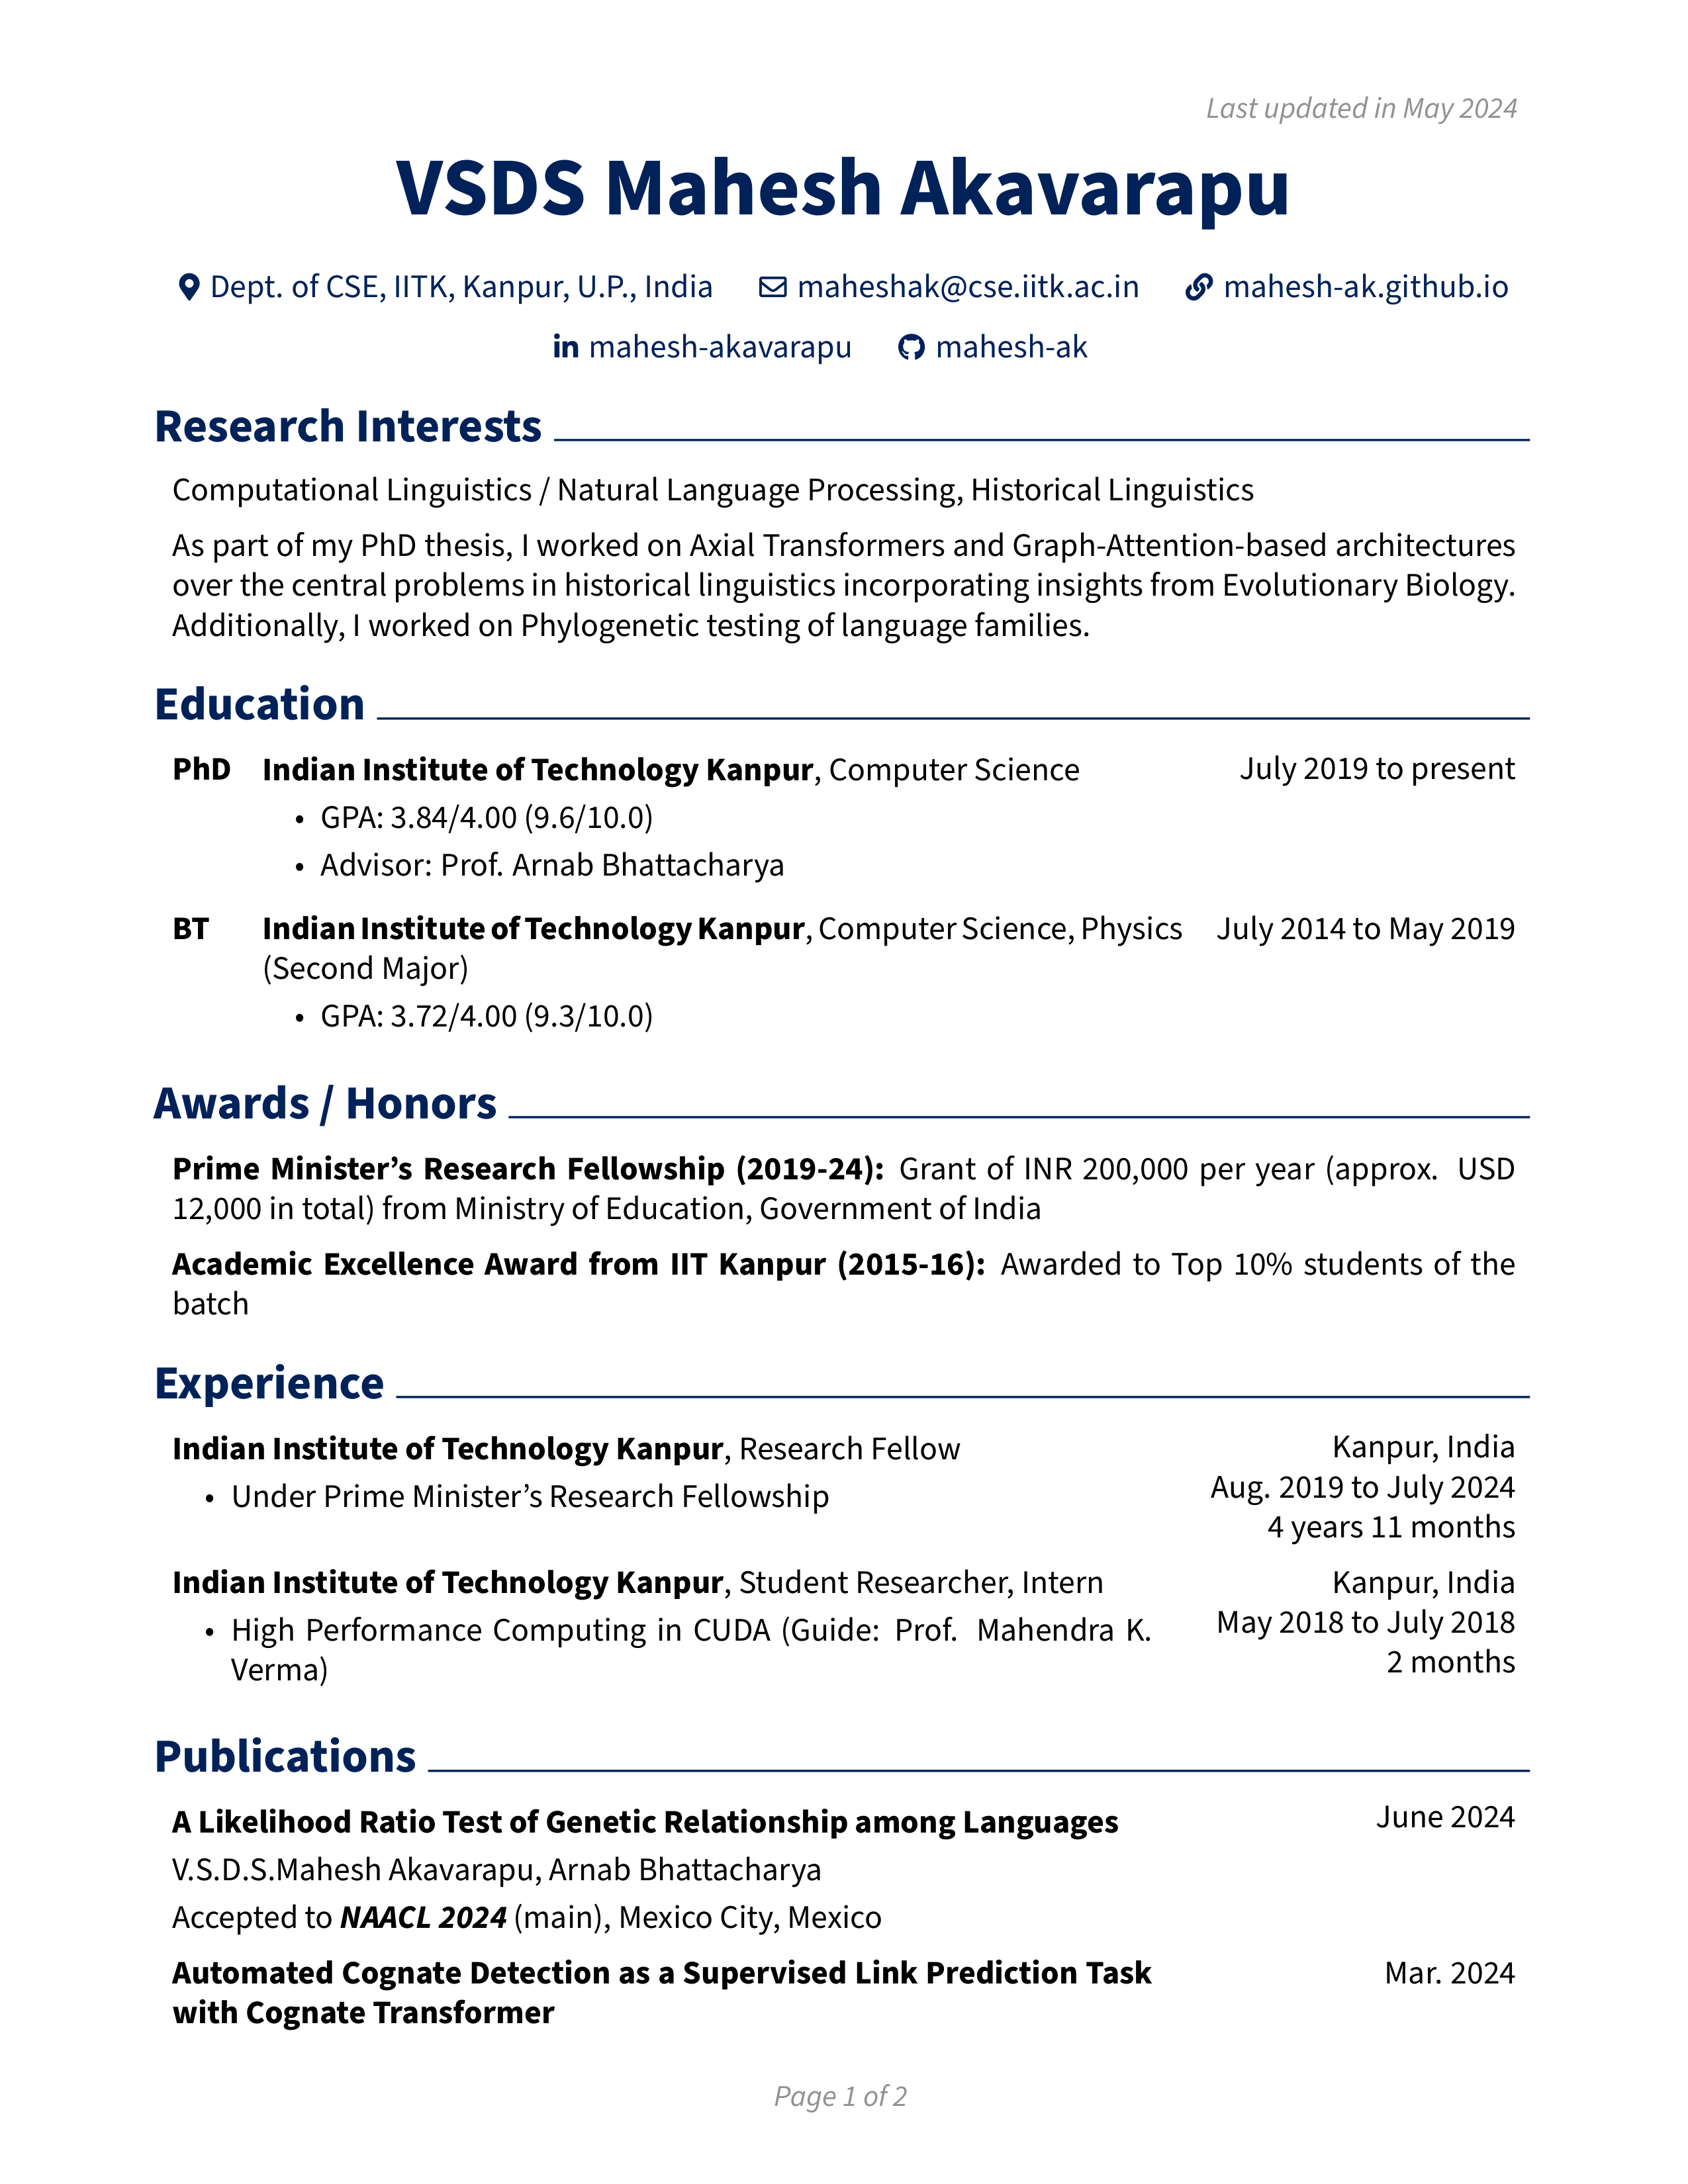 Last updated in May 2024
VSDS Mahesh Akavarapu
Dept. of CSE, IITK, Kanpur, U.P., India maheshak@cse.iitk.ac.in mahesh-ak.github.io
mahesh-akavarapu mahesh-ak
Research Interests
Computational Linguistics / Natural Language Processing, Historical Linguistics
As part of my PhD thesis, I worked on Axial Transformers and Graph-Attention-based architectures
over the central problems in historical linguistics incorporating insights from Evolutionary Biology.
Additionally, I worked on Phylogenetic testing of language families.
Education
PhD Indian Institute of Technology Kanpur, Computer Science July 2019 to present
• GPA: 3.84/4.00 (9.6/10.0)
• Advisor: Prof. Arnab Bhattacharya
BT Indian Institute of Technology Kanpur, Computer Science, Physics July 2014 to May 2019
(Second Major)
• GPA: 3.72/4.00 (9.3/10.0)
Awards / Honors
Prime Minister’s Research Fellowship (2019-24): Grant of INR 200,000 per year (approx. USD
12,000 in total) from Ministry of Education, Government of India
Academic Excellence Award from IIT Kanpur (2015-16): Awarded to Top 10% students of the
batch
Experience
Indian Institute of Technology Kanpur, Research Fellow Kanpur, India
• Under Prime Minister’s Research Fellowship Aug. 2019 to July 2024
4 years 11 months
Indian Institute of Technology Kanpur, Student Researcher, Intern Kanpur, India
• High Performance Computing in CUDA (Guide: Prof. Mahendra K. May 2018 to July 2018
Verma) 2 months
Publications
A Likelihood Ratio Test of Genetic Relationship among Languages June 2024
V.S.D.S.Mahesh Akavarapu, Arnab Bhattacharya
Accepted to NAACL 2024 (main), Mexico City, Mexico
Automated Cognate Detection as a Supervised Link Prediction Task Mar. 2024
with Cognate Transformer
Page 1 of 2